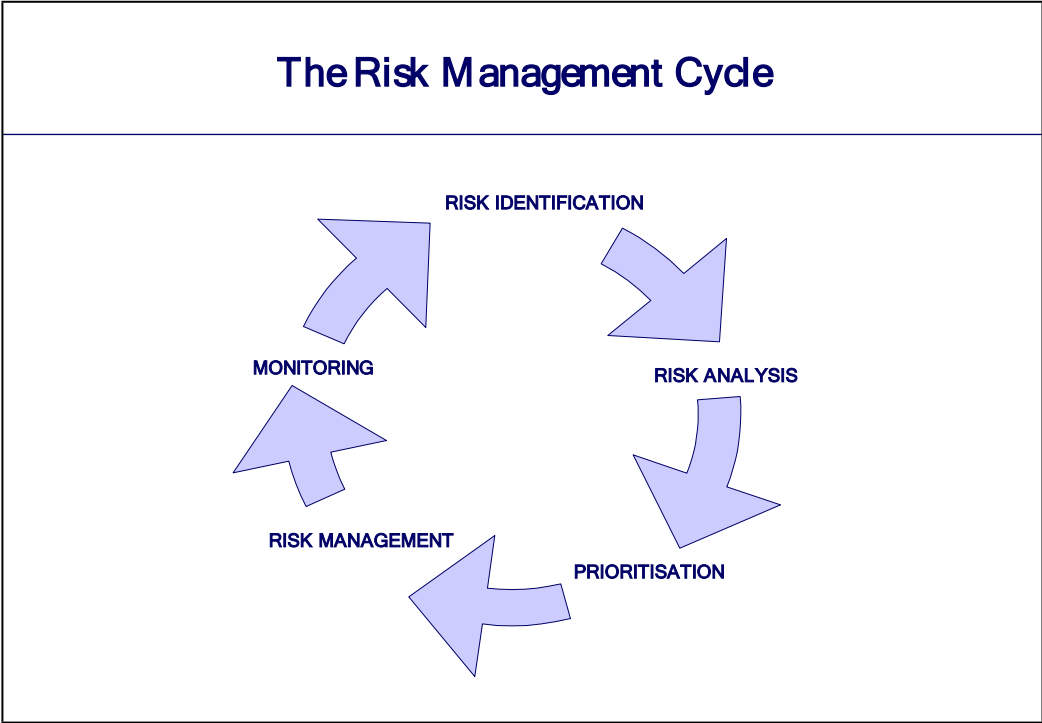 The Risk Management Cycle
RISK IDENTIFICATION
RISK ANALYSIS
PRIORITISATION
RISK MANAGEMENT
MONITORING